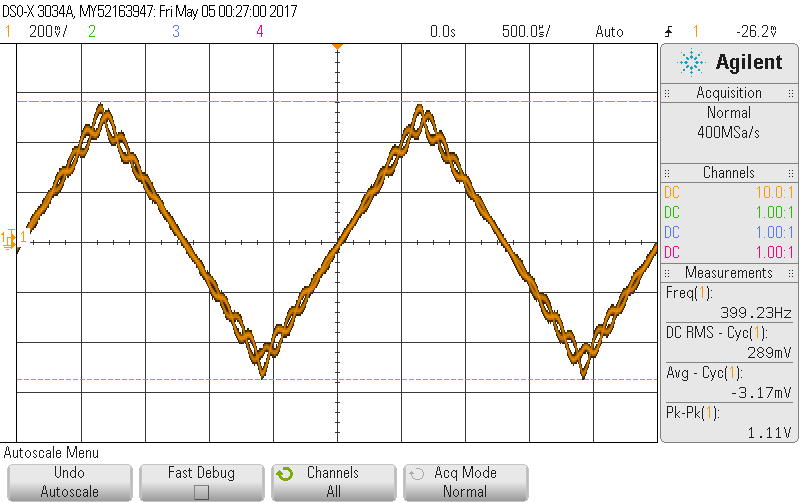 DSO-X 3034A, MY52163947: Fri May 05 00:27:00 2017
1 200mV/ 2 3 4 0.0s 500.0us/ Auto 1 -26.2mV
Agilent
Acquisition
Normal
400MSa/s
Channels
DC 10.0:1
DC 1.00:1
DC 1.00:1
DC 1.00:1
Measurements
Freq(1):
399.23Hz
DC RMS - Cyc(1):
289mV
Avg - Cyc(1):
-3.17mV
Pk-Pk(1):
1.11V
Autoscale Menu
Undo Autoscale
Fast Debug
Channels All
Acq Mode Normal